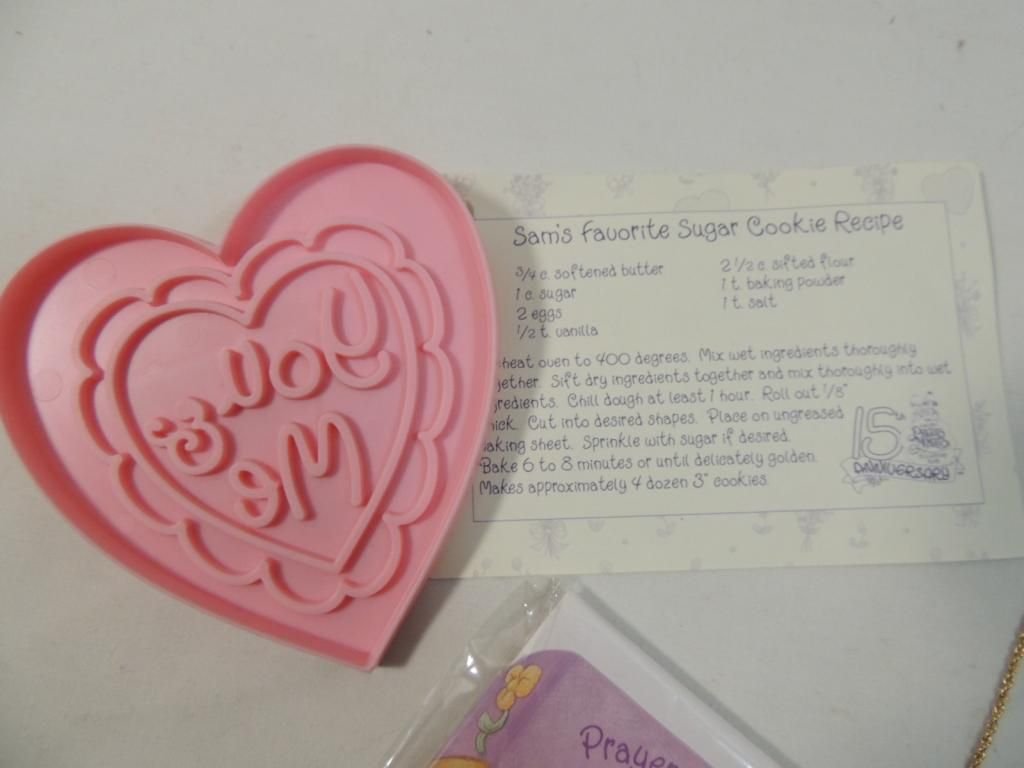 You &
Me
Sam's Favorite Sugar Cookie Recipe
3/4 c. softened butter
1 c. sugar
2 eggs
1/2 t. vanilla
2 1/2 c. sifted flour
1 t. baking powder
1 t. salt
heat oven to 400 degrees. Mix wet ingredients thoroughly
gether. Sift dry ingredients together and mix thoroughly into wet
gredients. Chill dough at least 1 hour. Roll out 1/8"
hick. Cut into desired shapes. Place on ungreased
aking sheet. Sprinkle with sugar if desired.
Bake 6 to 8 minutes or until delicately golden.
Makes approximately 4 dozen 3" cookies.
15th
ANNIVERSARY
Prayer